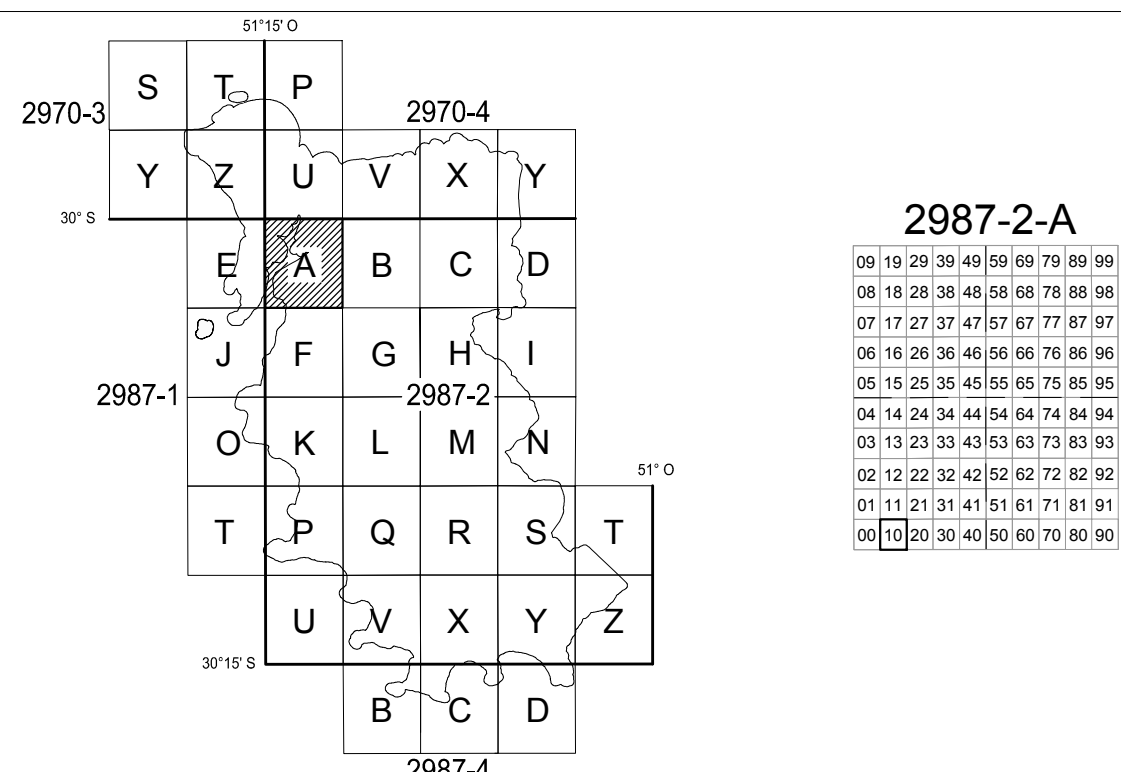 51°15' O
S T P
2970-3 2970-4
Y Z U V X Y
30° S
E A B C D
J F G H I
2987-1 2987-2
O K L M N
51° O
T P Q R S T
U V X Y Z
30°15' S
B C D
2987-4
2987-2-A
09 19 29 39 49 59 69 79 89 99
08 18 28 38 48 58 68 78 88 98
07 17 27 37 47 57 67 77 87 97
06 16 26 36 46 56 66 76 86 96
05 15 25 35 45 55 65 75 85 95
04 14 24 34 44 54 64 74 84 94
03 13 23 33 43 53 63 73 83 93
02 12 22 32 42 52 62 72 82 92
01 11 21 31 41 51 61 71 81 91
00 10 20 30 40 50 60 70 80 90